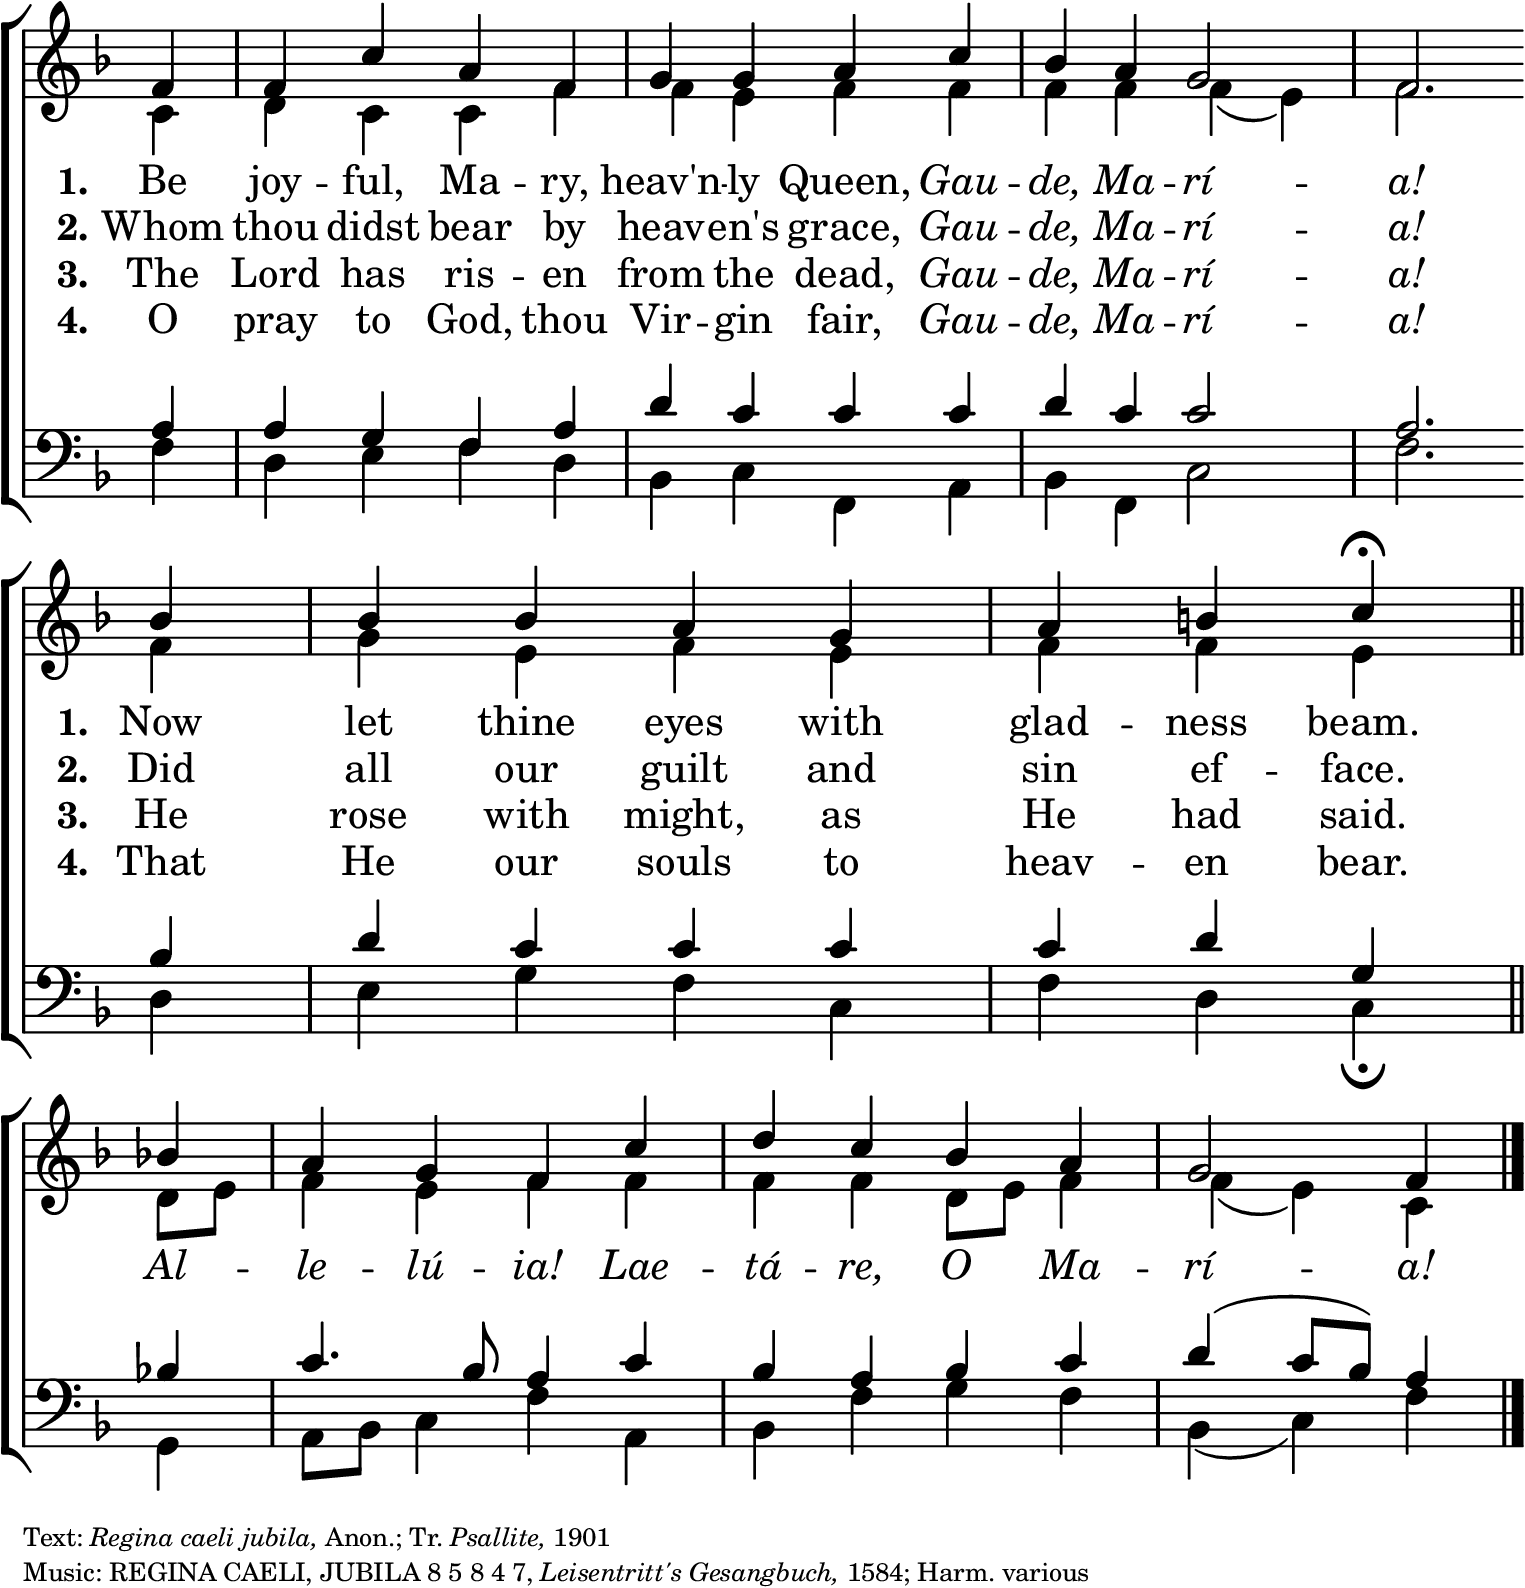 1. Be joy - ful, Ma - ry, heav'n - ly Queen, Gau - de, Ma - rí - a!
2. Whom thou didst bear by heav - en's grace, Gau - de, Ma - rí - a!
3. The Lord has ris - en from the dead, Gau - de, Ma - rí - a!
4. O pray to God, thou Vir - gin fair, Gau - de, Ma - rí - a!
1. Now let thine eyes with glad - ness beam.
2. Did all our guilt and sin ef - face.
3. He rose with might, as He had said.
4. That He our souls to heav - en bear.
Al - le - lú - ia! Lae - tá - re, O Ma - rí - a!
Text: Regina caeli jubila, Anon.; Tr. Psallite, 1901
Music: REGINA CAELI, JUBILA 8 5 8 4 7, Leisentritt's Gesangbuch, 1584; Harm. various